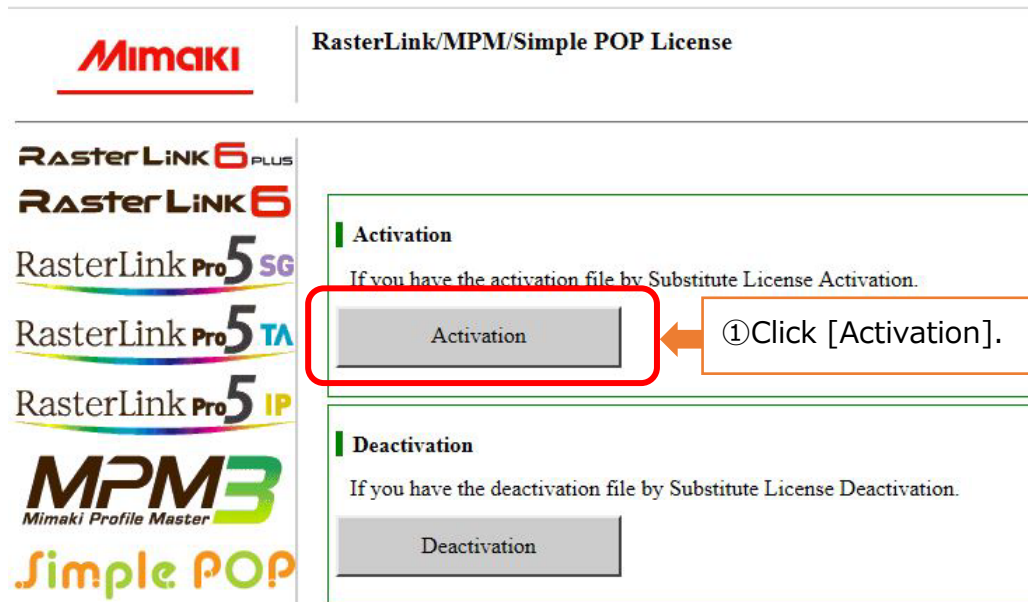 Mimaki
RasterLink/MPM/Simple POP License
RasterLink6 PLUS
RasterLink6
RasterLink Pro5 SG
RasterLink Pro5 TA
RasterLink Pro5 IP
MPM3
Mimaki Profile Master
Simple POP
Activation
If you have the activation file by Substitute License Activation.
Activation
①Click [Activation].
Deactivation
If you have the deactivation file by Substitute License Deactivation.
Deactivation